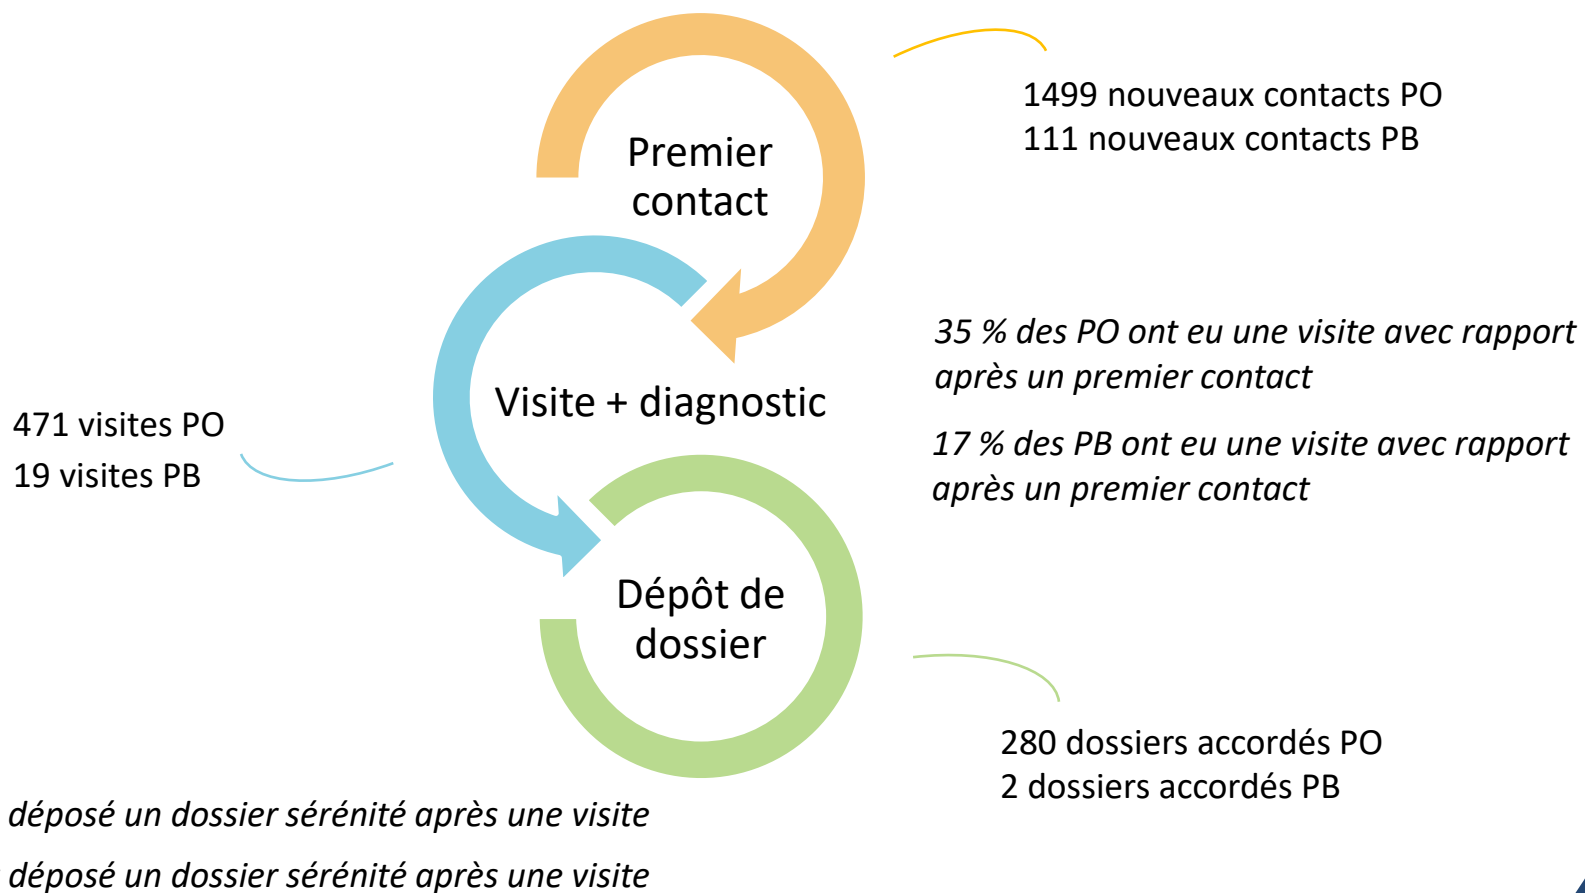 1499 nouveaux contacts PO
111 nouveaux contacts PB
Premier
contact
35 % des PO ont eu une visite avec rapport
après un premier contact
17 % des PB ont eu une visite avec rapport
après un premier contact
Visite + diagnostic
471 visites PO
19 visites PB
Dépôt de
dossier
280 dossiers accordés PO
2 dossiers accordés PB
déposé un dossier sérénité après une visite
déposé un dossier sérénité après une visite